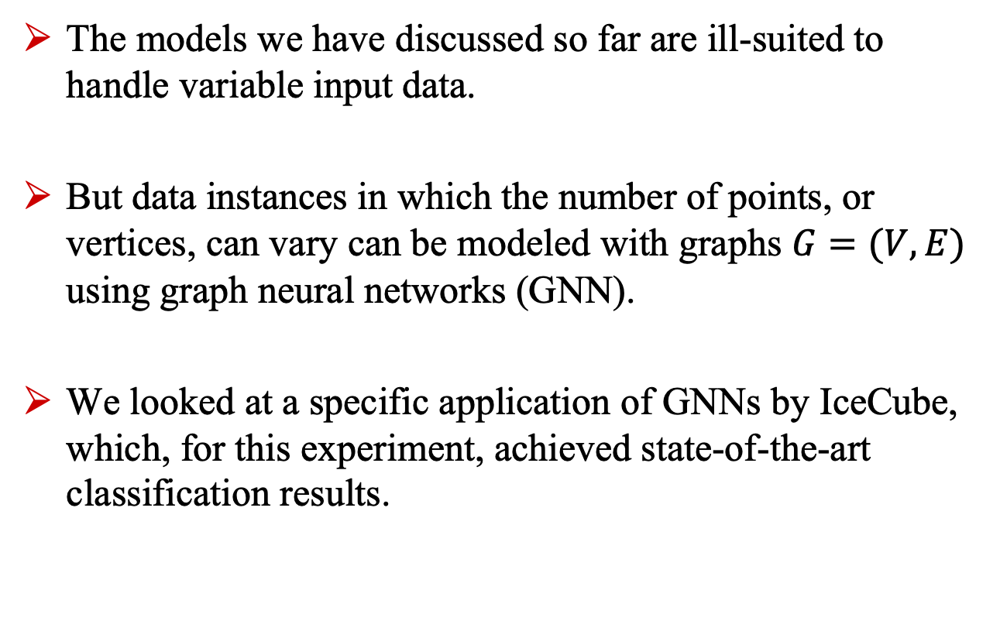 The models we have discussed so far are ill-suited to
handle variable input data.
But data instances in which the number of points, or
vertices, can vary can be modeled with graphs G = (V, E)
using graph neural networks (GNN).
We looked at a specific application of GNNs by IceCube,
which, for this experiment, achieved state-of-the-art
classification results.